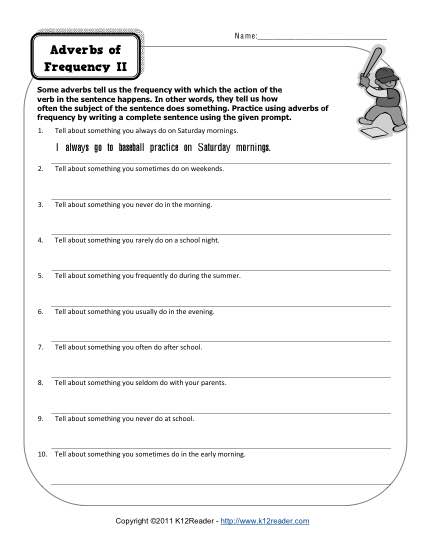 Name:
Adverbs of
Frequency II
Some adverbs tell us the frequency with which the action of the
verb in the sentence happens. In other words, they tell us how
often the subject of the sentence does something. Practice using adverbs of
frequency by writing a complete sentence using the given prompt.
1. Tell about something you always do on Saturday mornings.
I always go to baseball practice on Saturday mornings.
2. Tell about something you sometimes do on weekends.
3. Tell about something you never do in the morning.
4. Tell about something you rarely do on a school night.
5. Tell about something you frequently do during the summer.
6. Tell about something you usually do in the evening.
7. Tell about something you often do after school.
8. Tell about something you seldom do with your parents.
9. Tell about something you never do at school.
10. Tell about something you sometimes do in the early morning.
Copyright ©2011 K12Reader - http://www.k12reader.com